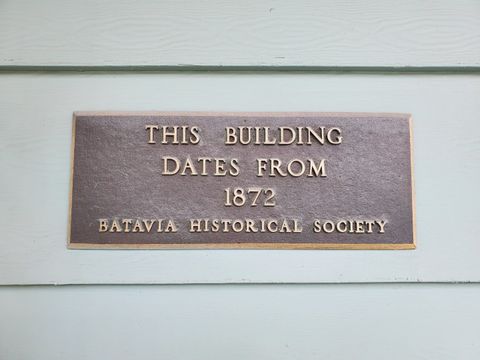 THIS BUILDING
DATES FROM
1872
BATAVIA HISTORICAL SOCIETY